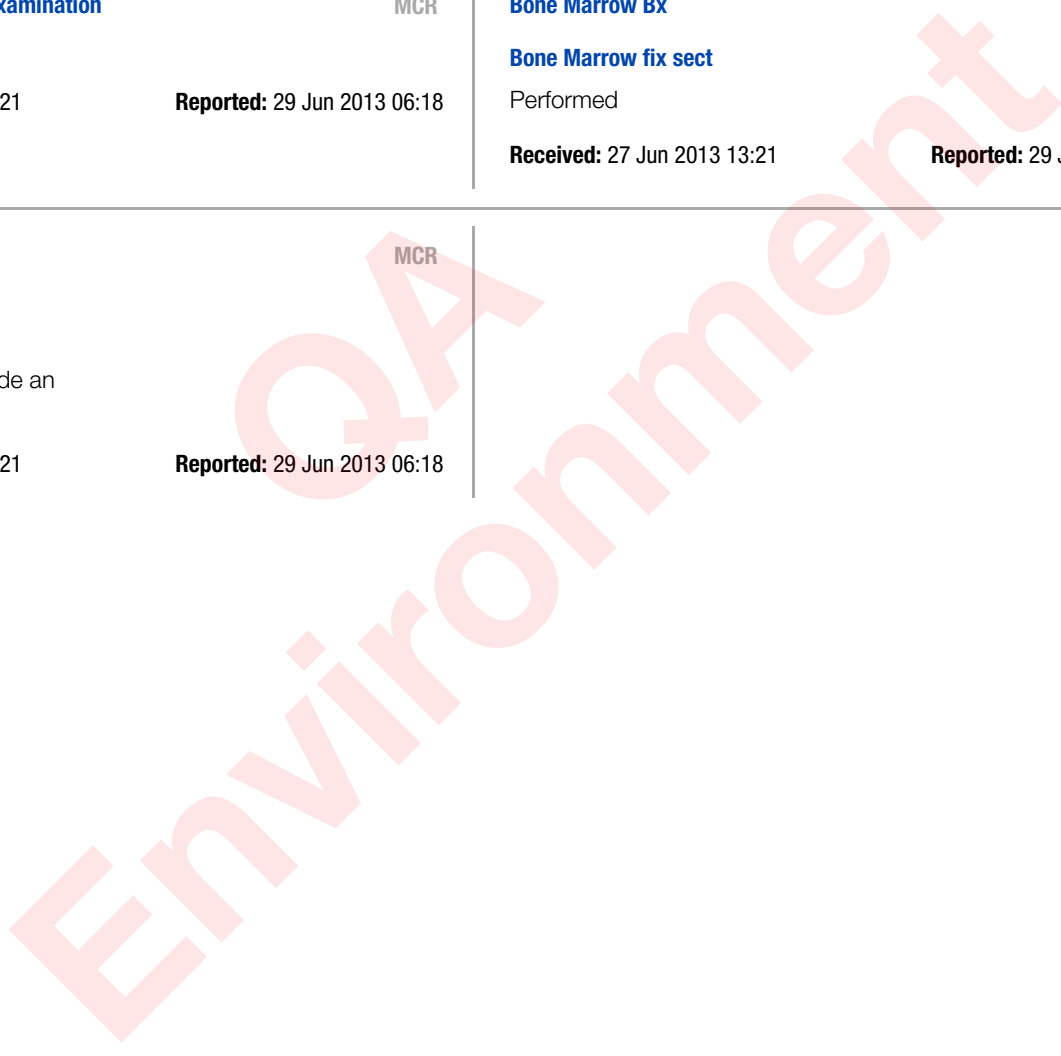 xamination MCR
21 Reported: 29 Jun 2013 06:18
Bone Marrow Bx
Bone Marrow fix sect
Performed
Received: 27 Jun 2013 13:21 Reported: 29 J
MCR
de an
21 Reported: 29 Jun 2013 06:18
QA
Environment